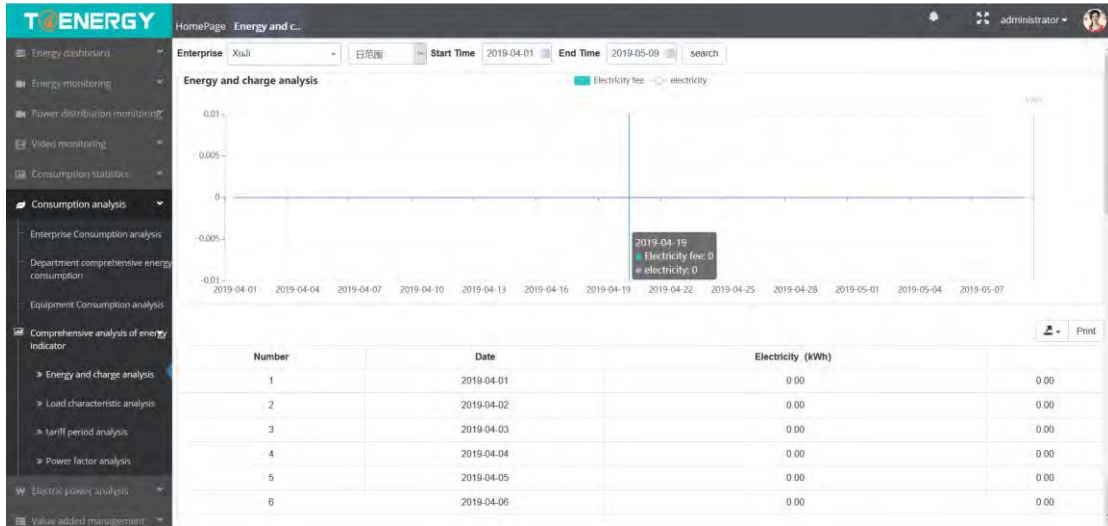 T@ENERGY
HomePage Energy and c...
administrator
Energy dashboard
Energy monitoring
Power distribution monitoring
Video monitoring
Consumption statistics
Consumption analysis
Enterprise Consumption analysis
Department comprehensive energy
consumption
Equipment Consumption analysis
Comprehensive analysis of energy
indicator
» Energy and charge analysis
» Load characteristic analysis
» tariff period analysis
» Power factor analysis
Electric power analysis
Value added management
Enterprise XuJi 日范围 Start Time 2019-04-01 End Time 2019-05-09 search
Energy and charge analysis
Electricity fee electricity
kWh
0.01
0.005
0
-0.005
-0.01
2019-04-19
Electricity fee: 0
electricity: 0
2019-04-01 2019-04-04 2019-04-07 2019-04-10 2019-04-13 2019-04-16 2019-04-19 2019-04-22 2019-04-25 2019-04-28 2019-05-01 2019-05-04 2019-05-07
Print
Number Date Electricity (kWh)
1 2019-04-01 0.00 0.00
2 2019-04-02 0.00 0.00
3 2019-04-03 0.00 0.00
4 2019-04-04 0.00 0.00
5 2019-04-05 0.00 0.00
6 2019-04-06 0.00 0.00